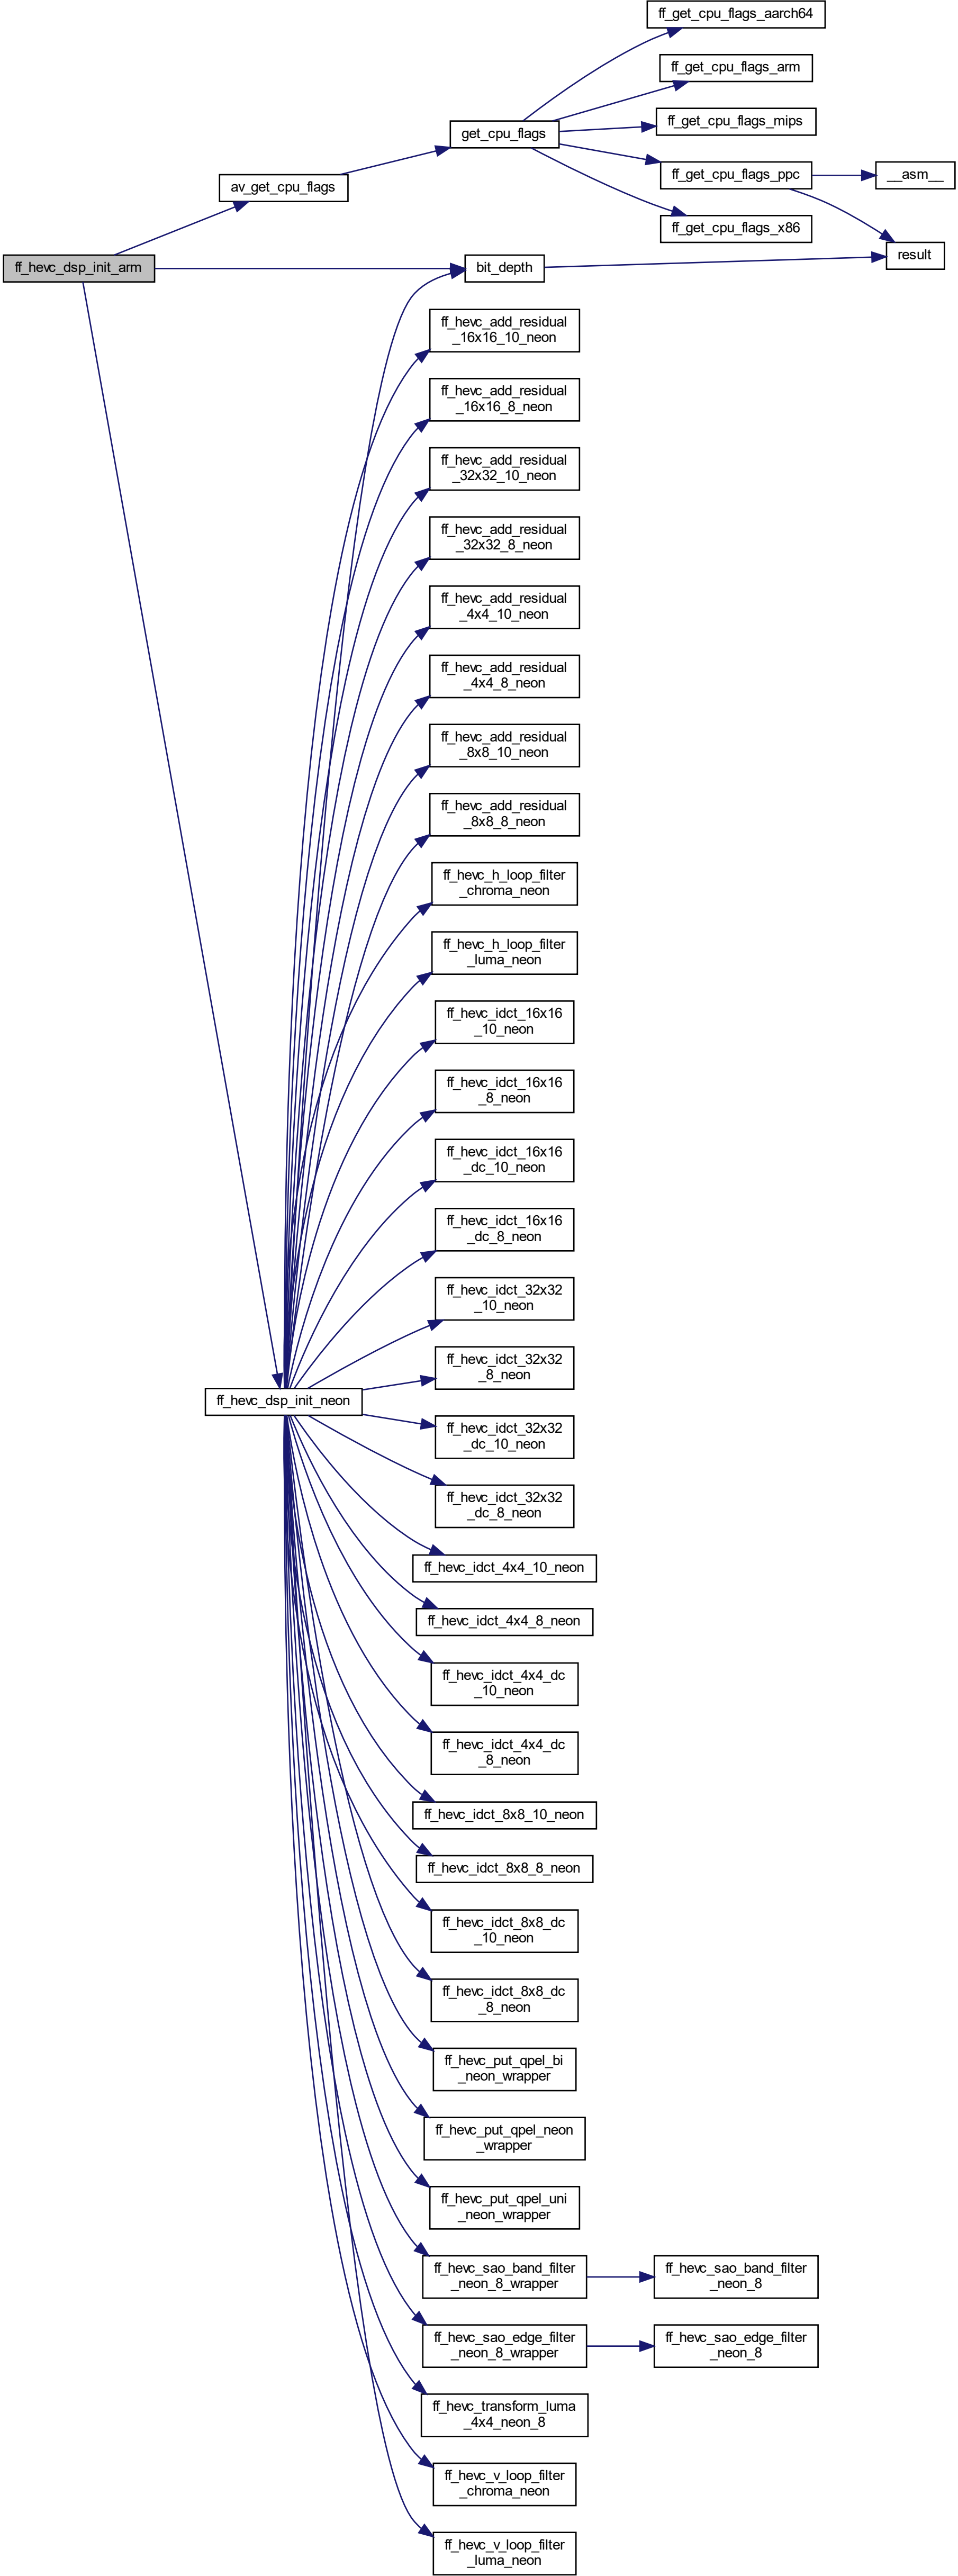 ff_get_cpu_flags_aarch64
ff_get_cpu_flags_arm
ff_get_cpu_flags_mips
get_cpu_flags
ff_get_cpu_flags_ppc
__asm__
av_get_cpu_flags
ff_get_cpu_flags_x86
result
ff_hevc_dsp_init_arm
bit_depth
ff_hevc_add_residual
_16x16_10_neon
ff_hevc_add_residual
_16x16_8_neon
ff_hevc_add_residual
_32x32_10_neon
ff_hevc_add_residual
_32x32_8_neon
ff_hevc_add_residual
_4x4_10_neon
ff_hevc_add_residual
_4x4_8_neon
ff_hevc_add_residual
_8x8_10_neon
ff_hevc_add_residual
_8x8_8_neon
ff_hevc_h_loop_filter
_chroma_neon
ff_hevc_h_loop_filter
_luma_neon
ff_hevc_idct_16x16
_10_neon
ff_hevc_idct_16x16
_8_neon
ff_hevc_idct_16x16
_dc_10_neon
ff_hevc_idct_16x16
_dc_8_neon
ff_hevc_idct_32x32
_10_neon
ff_hevc_idct_32x32
_8_neon
ff_hevc_dsp_init_neon
ff_hevc_idct_32x32
_dc_10_neon
ff_hevc_idct_32x32
_dc_8_neon
ff_hevc_idct_4x4_10_neon
ff_hevc_idct_4x4_8_neon
ff_hevc_idct_4x4_dc
_10_neon
ff_hevc_idct_4x4_dc
_8_neon
ff_hevc_idct_8x8_10_neon
ff_hevc_idct_8x8_8_neon
ff_hevc_idct_8x8_dc
_10_neon
ff_hevc_idct_8x8_dc
_8_neon
ff_hevc_put_qpel_bi
_neon_wrapper
ff_hevc_put_qpel_neon
_wrapper
ff_hevc_put_qpel_uni
_neon_wrapper
ff_hevc_sao_band_filter
_neon_8_wrapper
ff_hevc_sao_band_filter
_neon_8
ff_hevc_sao_edge_filter
_neon_8_wrapper
ff_hevc_sao_edge_filter
_neon_8
ff_hevc_transform_luma
_4x4_neon_8
ff_hevc_v_loop_filter
_chroma_neon
ff_hevc_v_loop_filter
_luma_neon